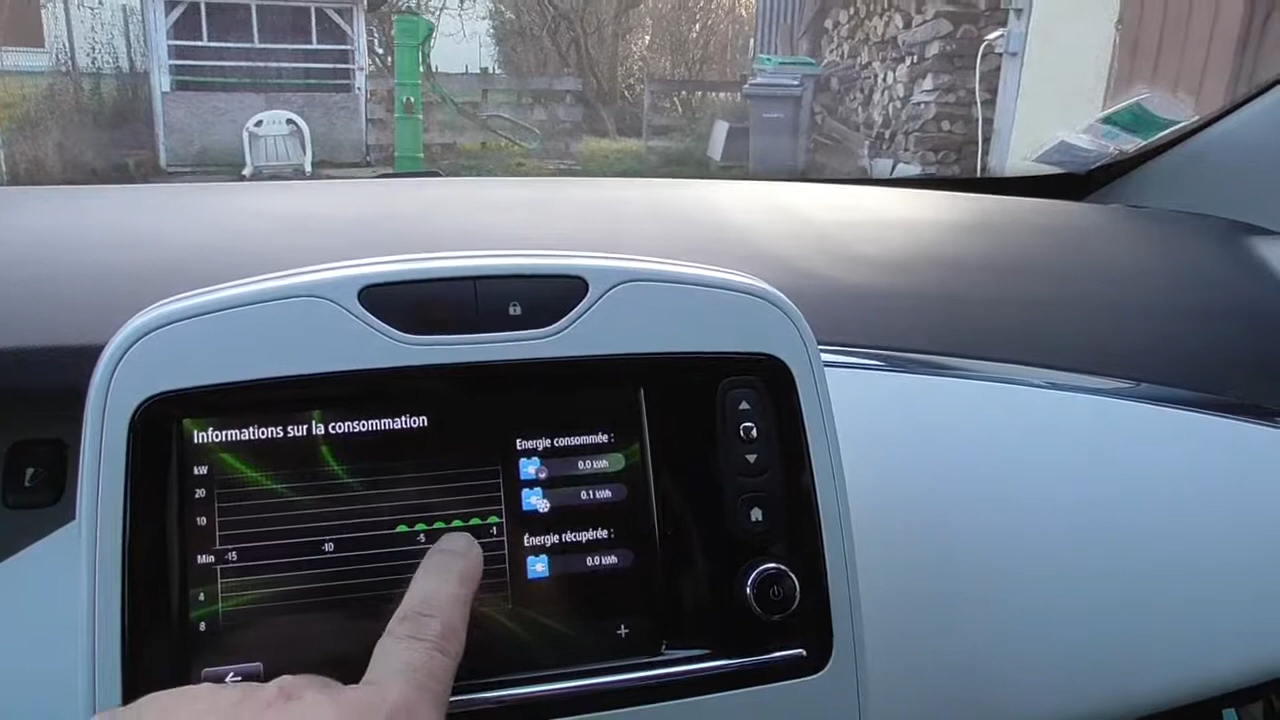 Informations sur la consommation
kW
20
10
Min -15 -10 -5 -1
4
8
Energie consommée :
0.0 kWh
0.1 kWh
Énergie récupérée :
0.0 kWh
+